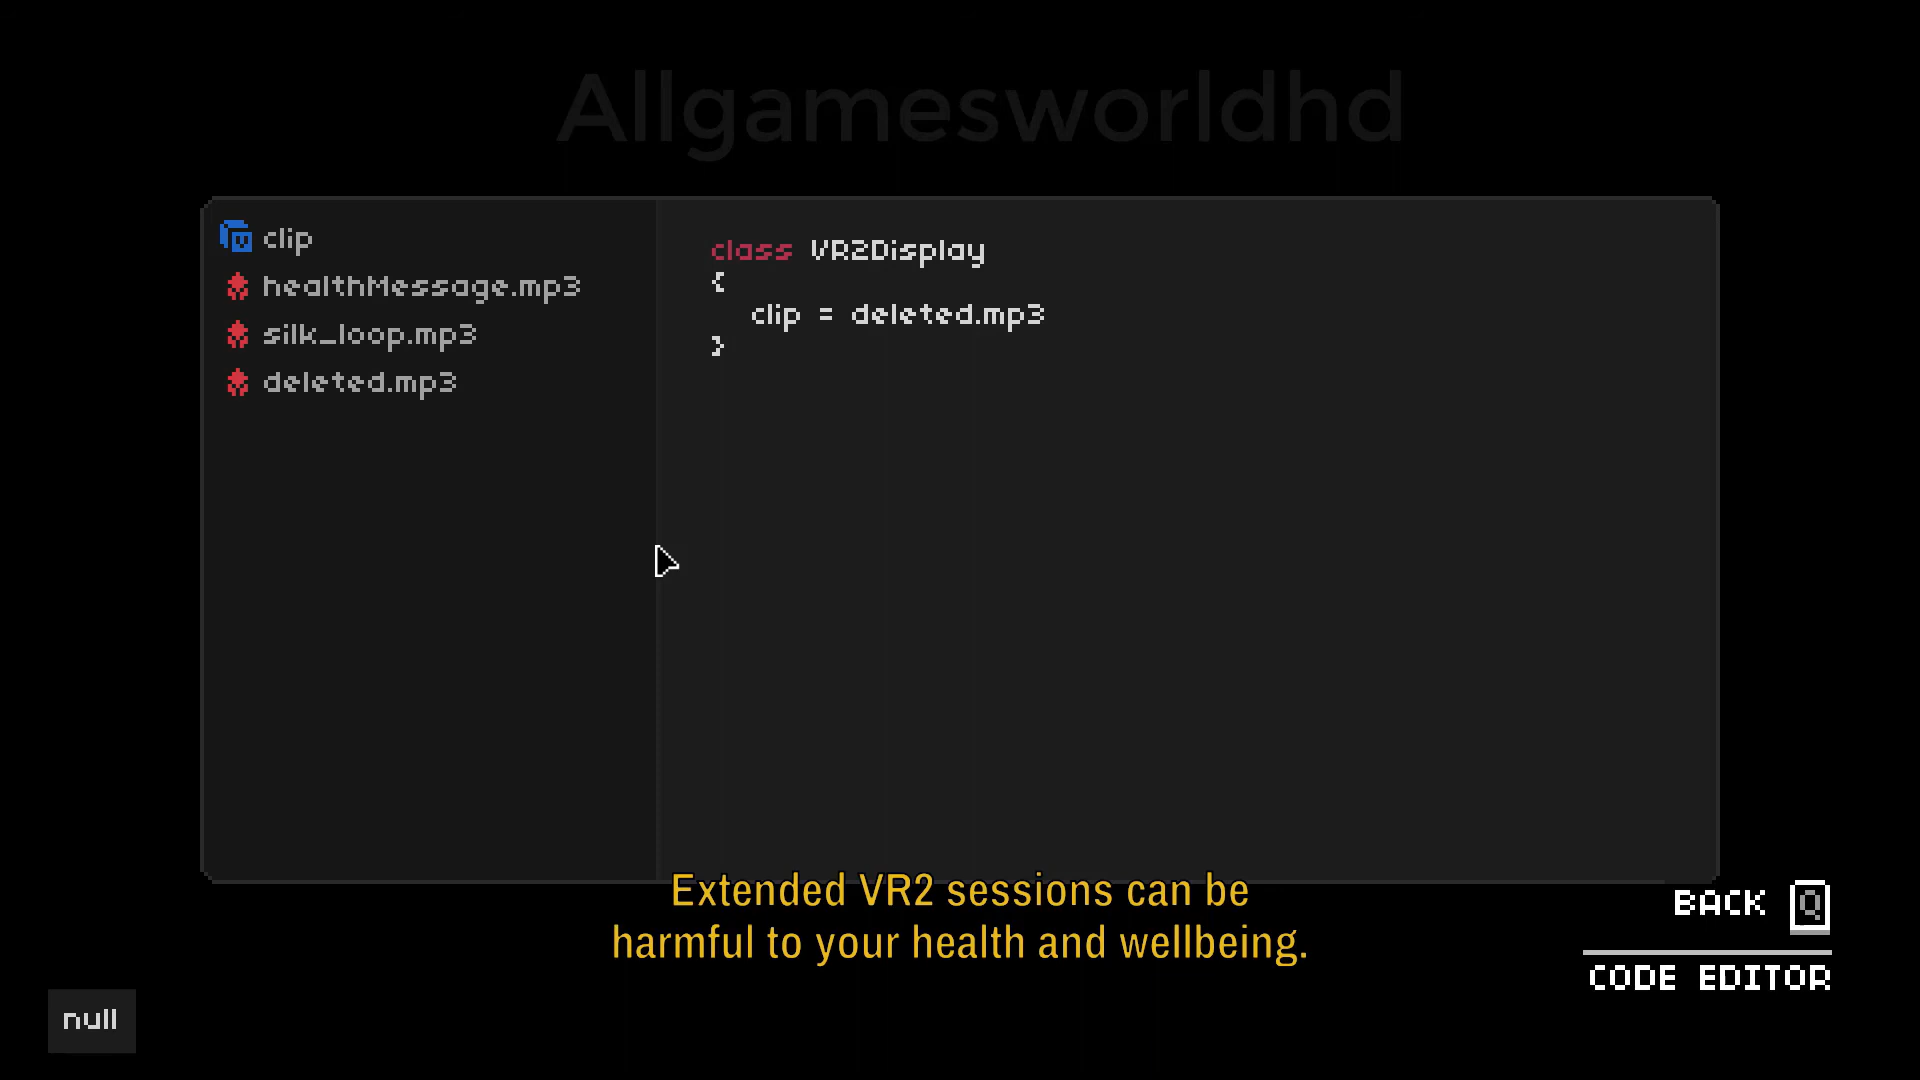 Allgamesworldhd
clip
healthMessage.mp3
silk_loop.mp3
deleted.mp3
class VR2Display
{
clip = deleted.mp3
}
Extended VR2 sessions can be
harmful to your health and wellbeing.
BACK Q
CODE EDITOR
null